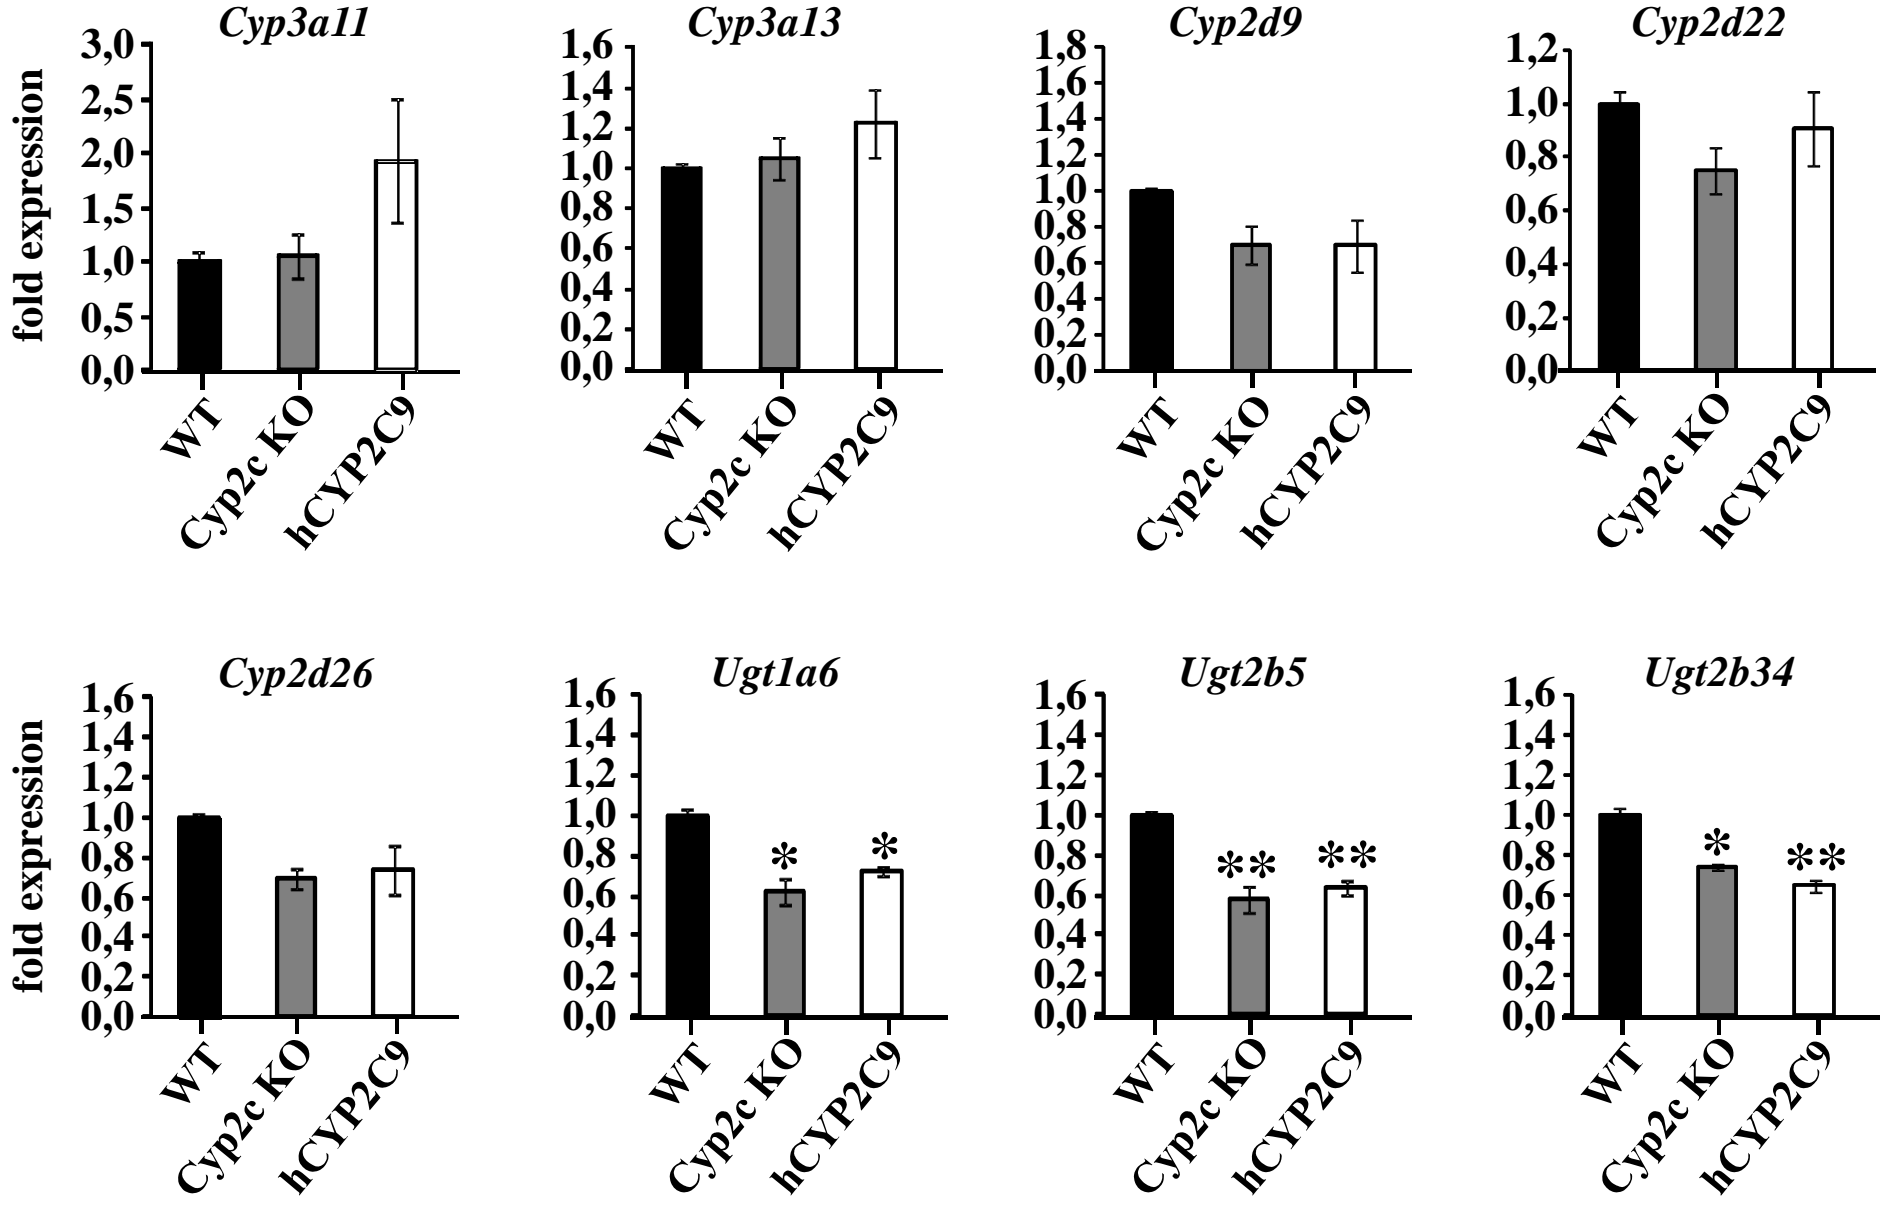 Cyp3a11
fold expression
3,0
2,5
2,0
1,5
1,0
0,5
0,0
WT
Cyp2c KO
hCYP2C9
Cyp3a13
1,6
1,4
1,2
1,0
0,8
0,6
0,4
0,2
0,0
WT
Cyp2c KO
hCYP2C9
Cyp2d9
1,8
1,6
1,4
1,2
1,0
0,8
0,6
0,4
0,2
0,0
WT
Cyp2c KO
hCYP2C9
Cyp2d22
1,2
1,0
0,8
0,6
0,4
0,2
0,0
WT
Cyp2c KO
hCYP2C9
Cyp2d26
fold expression
1,6
1,4
1,2
1,0
0,8
0,6
0,4
0,2
0,0
WT
Cyp2c KO
hCYP2C9
Ugt1a6
1,6
1,4
1,2
1,0
0,8
0,6
0,4
0,2
0,0
*
*
WT
Cyp2c KO
hCYP2C9
Ugt2b5
1,6
1,4
1,2
1,0
0,8
0,6
0,4
0,2
0,0
**
**
WT
Cyp2c KO
hCYP2C9
Ugt2b34
1,6
1,4
1,2
1,0
0,8
0,6
0,4
0,2
0,0
*
**
WT
Cyp2c KO
hCYP2C9